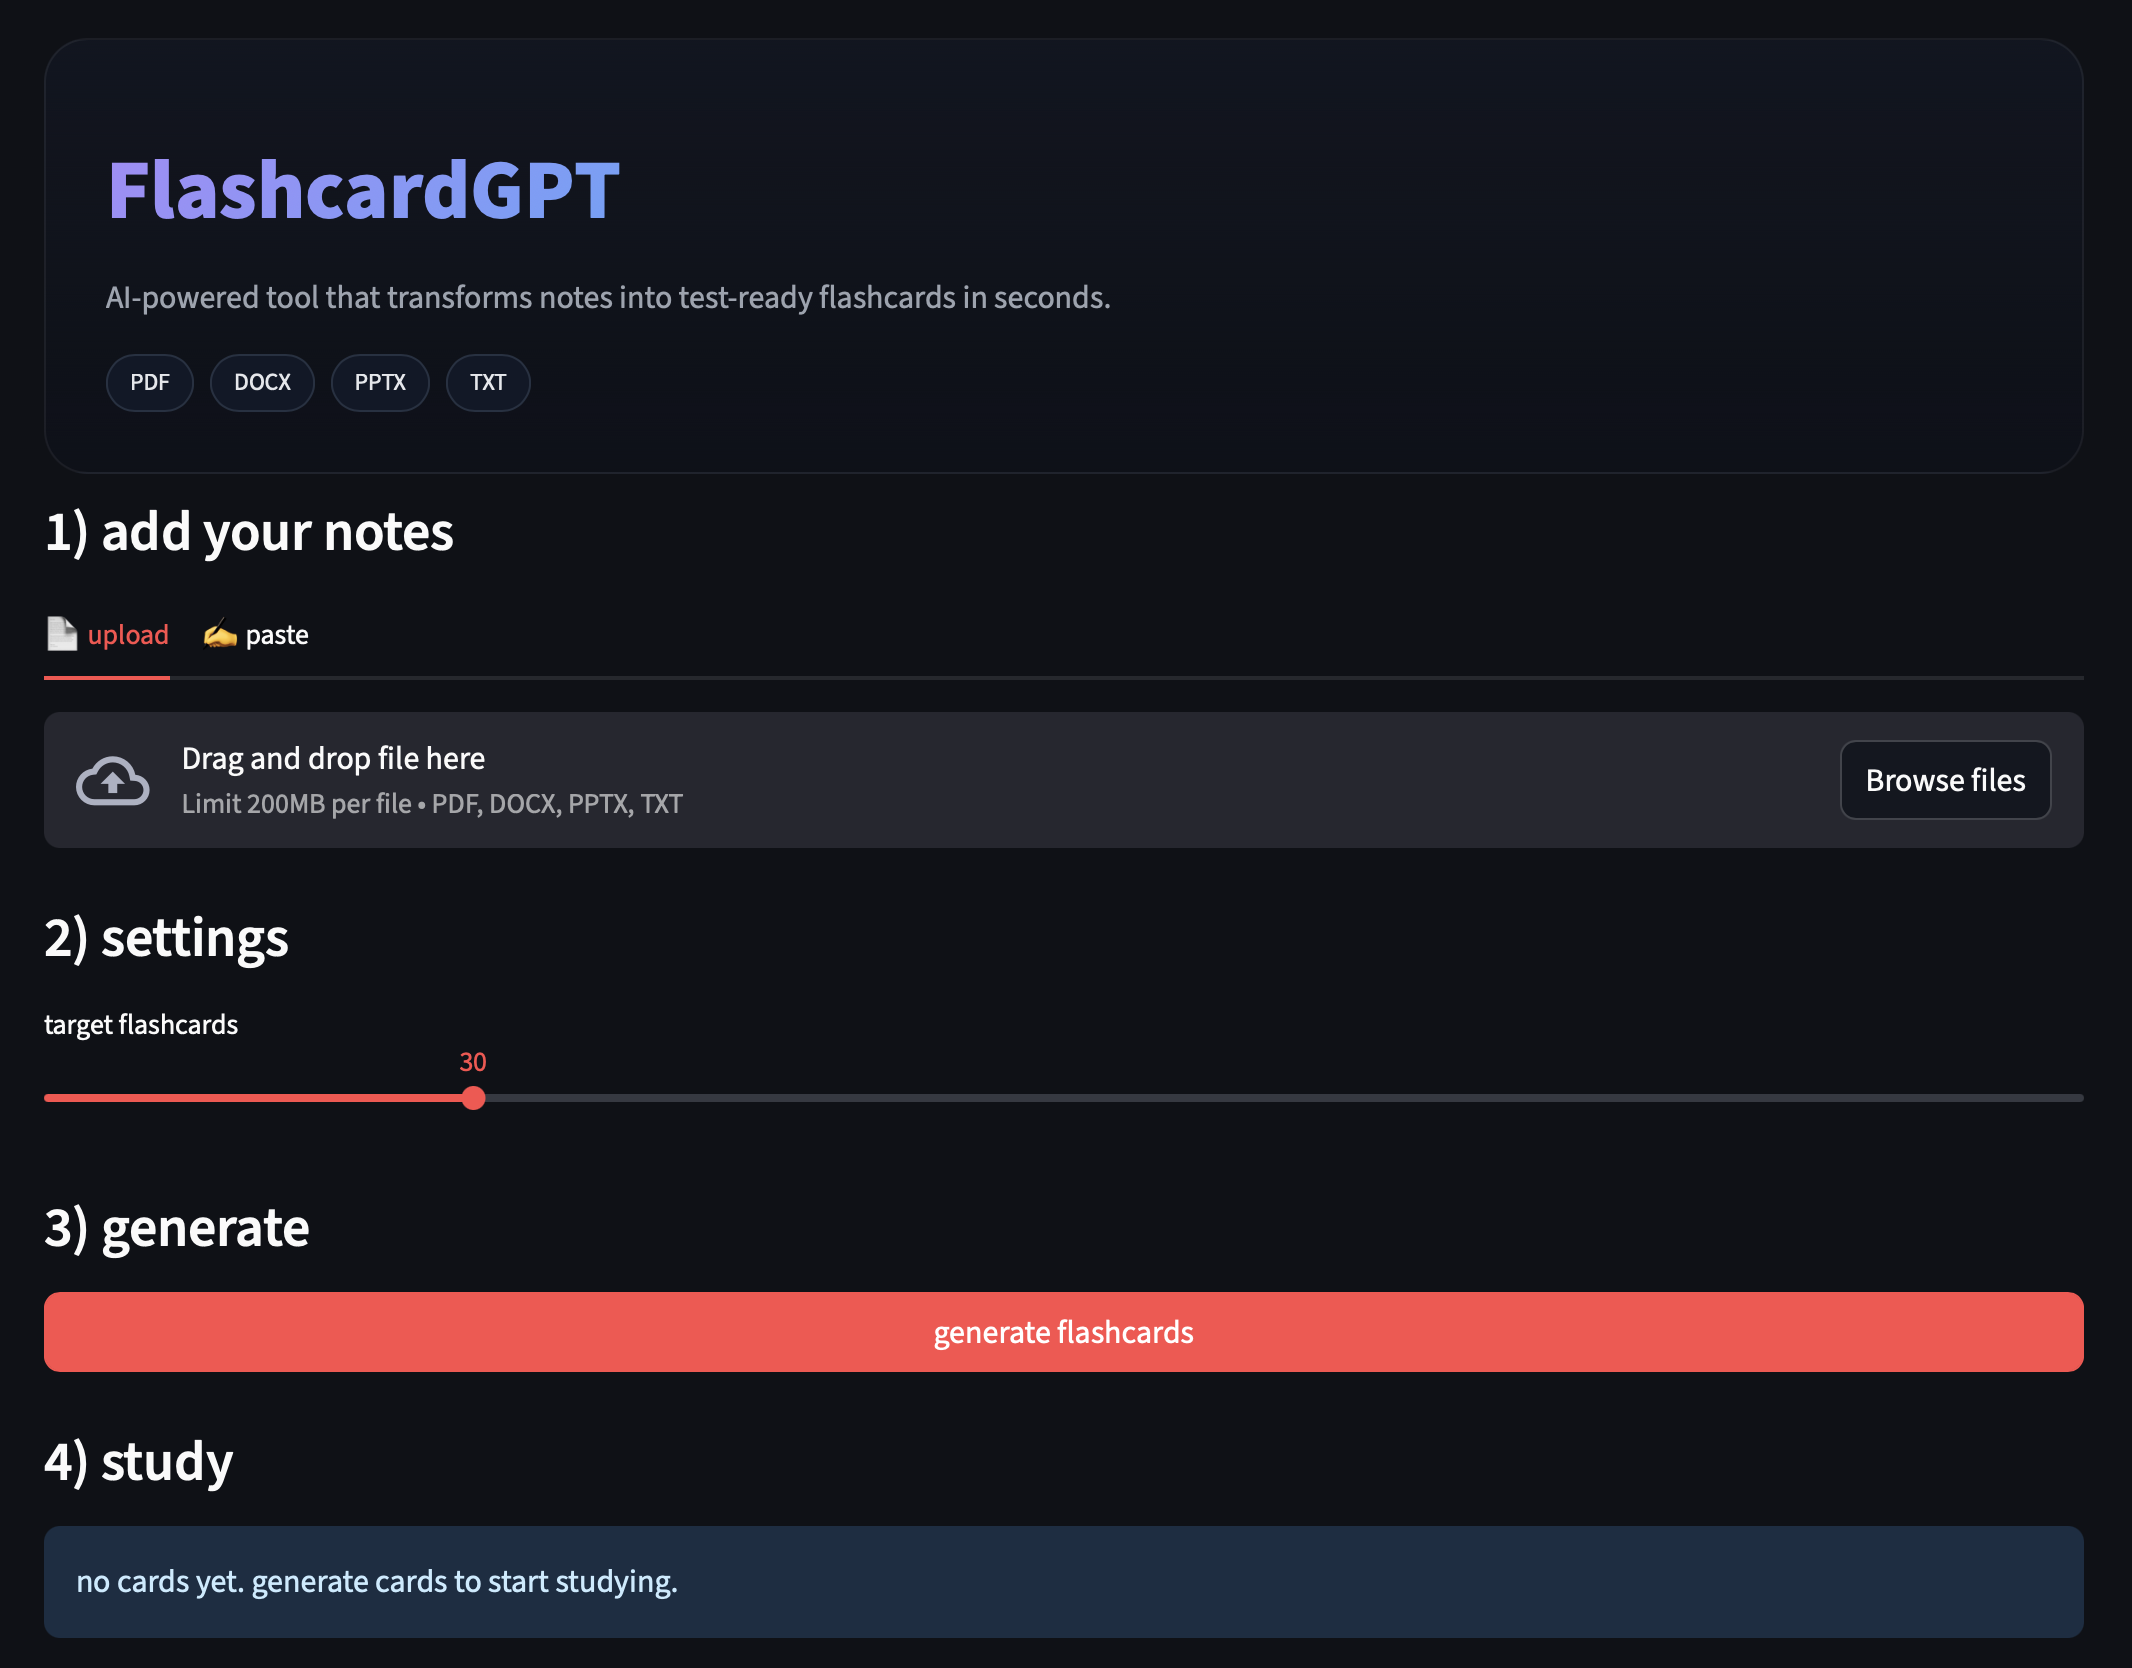 FlashcardGPT
AI-powered tool that transforms notes into test-ready flashcards in seconds.
PDF DOCX PPTX TXT
1) add your notes
upload paste
Drag and drop file here
Limit 200MB per file • PDF, DOCX, PPTX, TXT
Browse files
2) settings
target flashcards
30
3) generate
generate flashcards
4) study
no cards yet. generate cards to start studying.